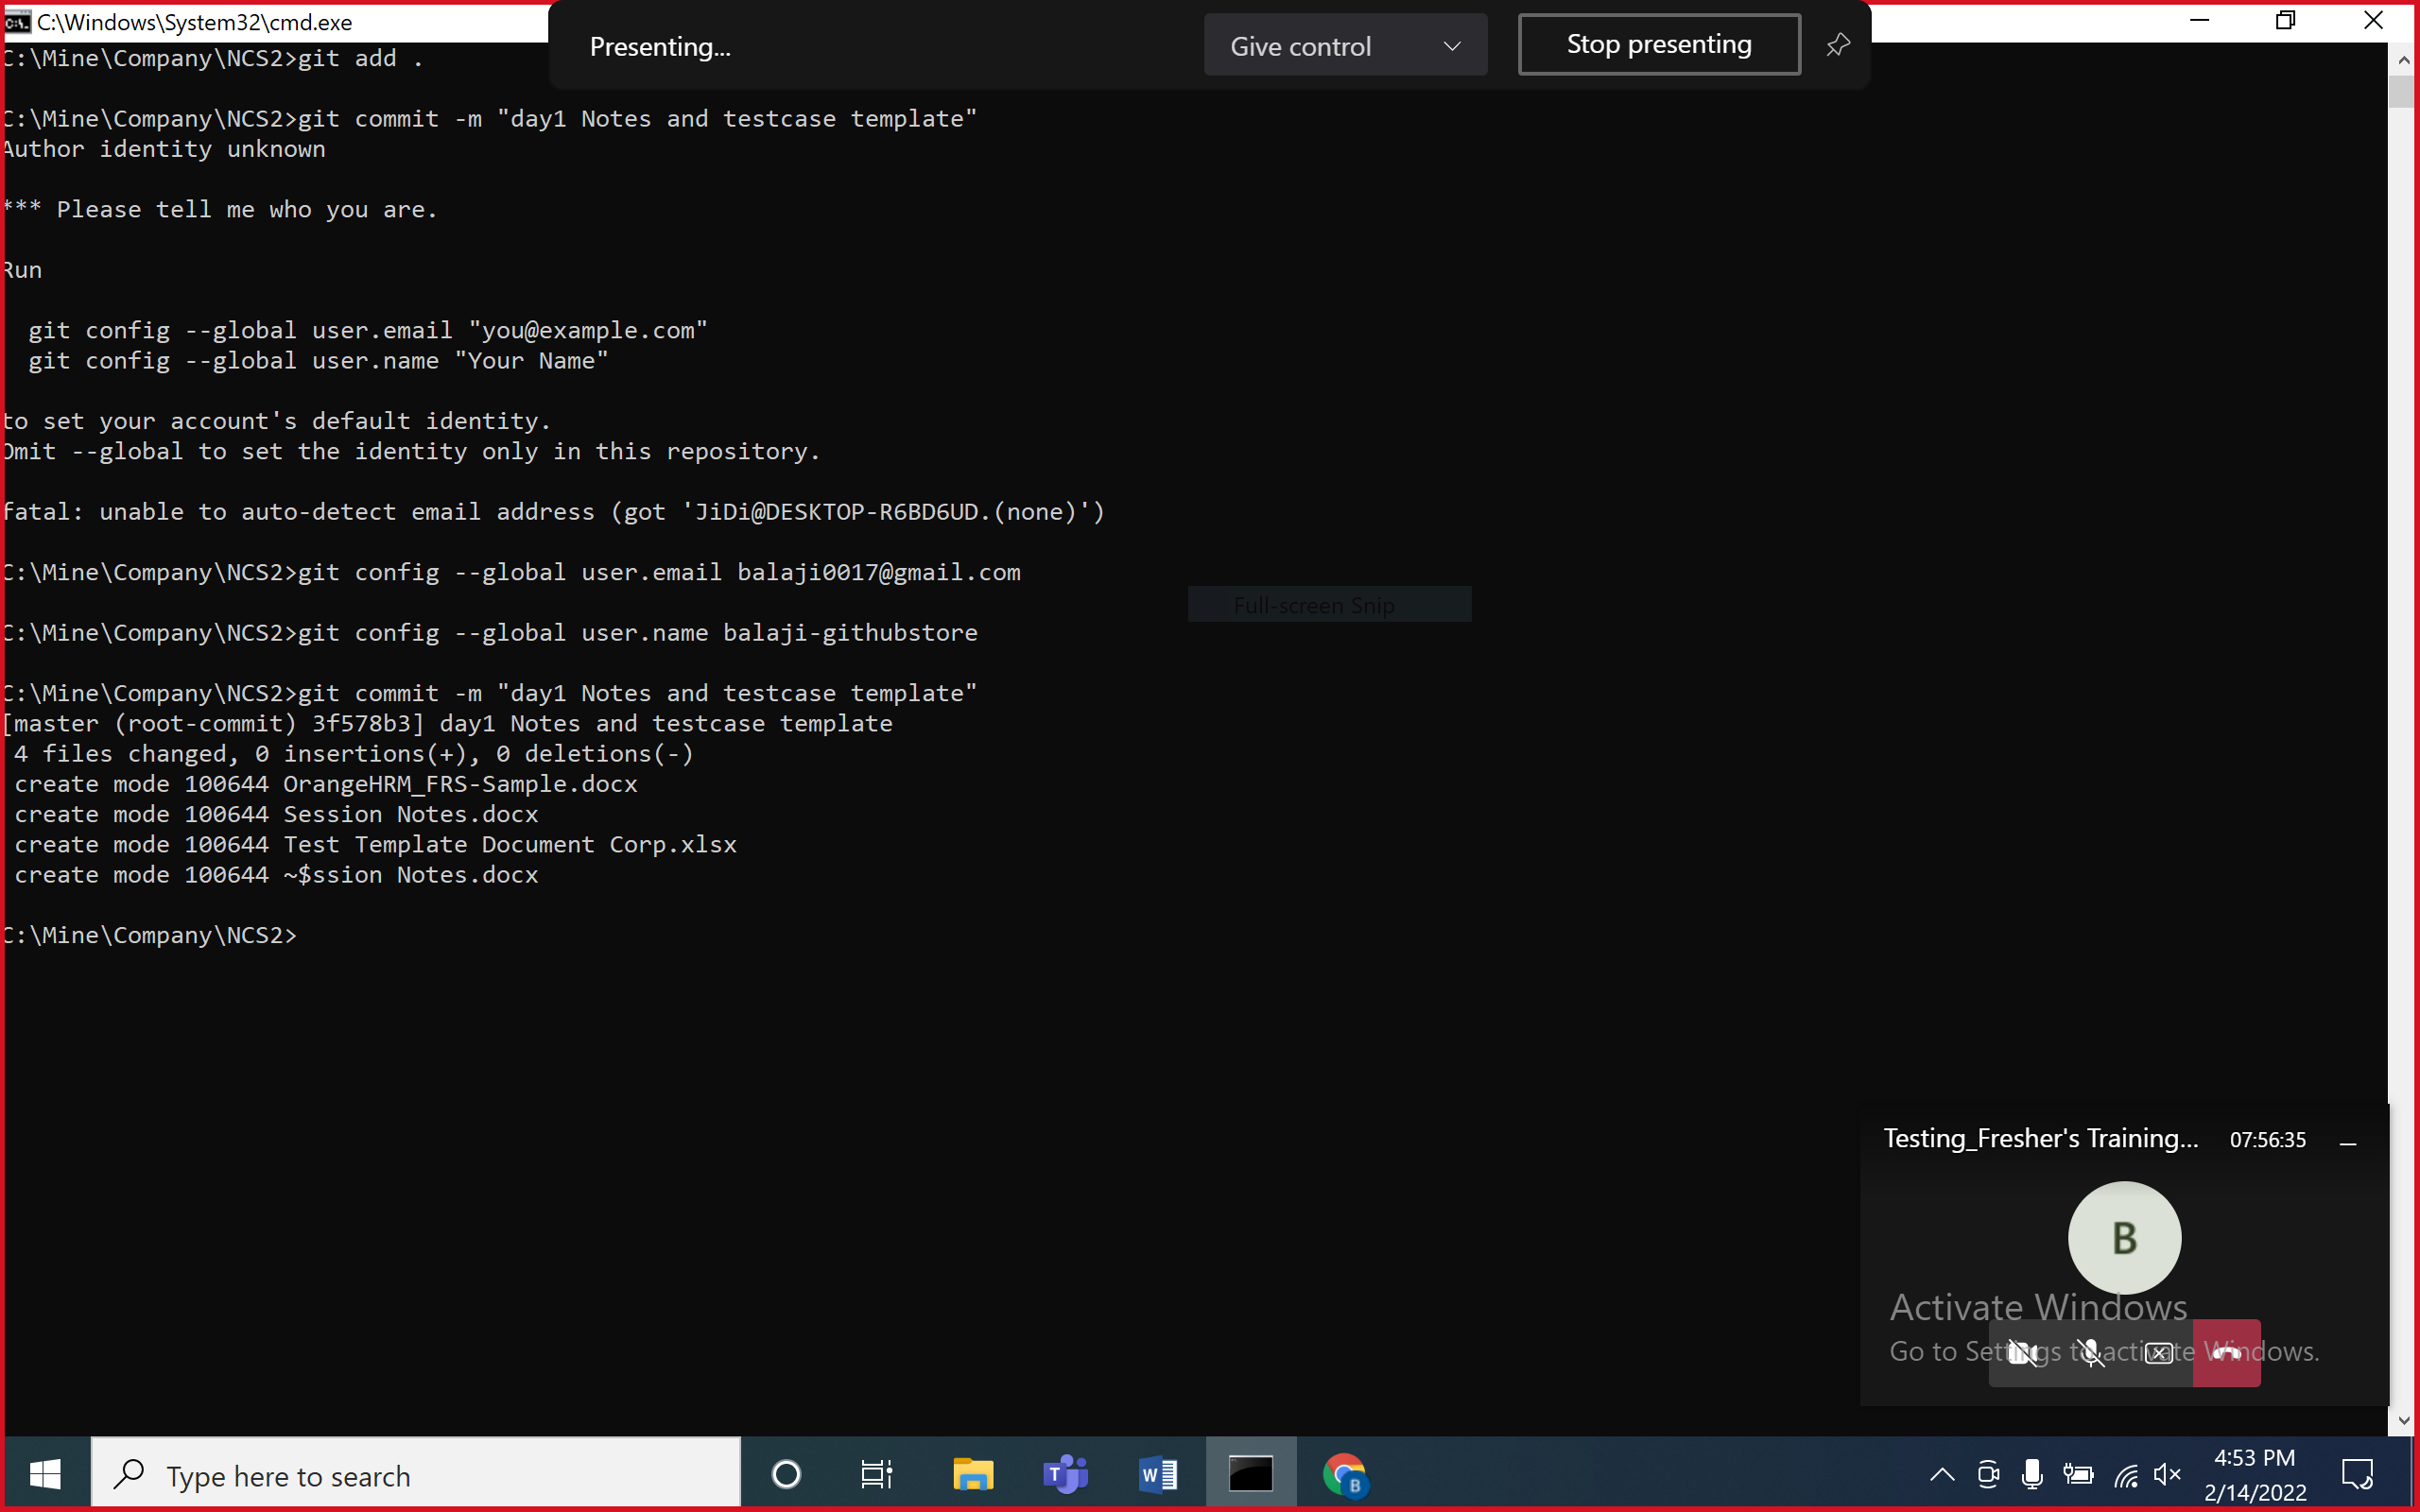 C:\Windows\System32\cmd.exe
Presenting...
Give control
Stop presenting
C:\Mine\Company\NCS2>git add .
C:\Mine\Company\NCS2>git commit -m "day1 Notes and testcase template"
Author identity unknown
*** Please tell me who you are.
Run
git config --global user.email "you@example.com"
git config --global user.name "Your Name"
to set your account's default identity.
Omit --global to set the identity only in this repository.
fatal: unable to auto-detect email address (got 'JiDi@DESKTOP-R6BD6UD.(none)')
C:\Mine\Company\NCS2>git config --global user.email balaji0017@gmail.com
Full-screen Snip
C:\Mine\Company\NCS2>git config --global user.name balaji-githubstore
C:\Mine\Company\NCS2>git commit -m "day1 Notes and testcase template"
[master (root-commit) 3f578b3] day1 Notes and testcase template
4 files changed, 0 insertions(+), 0 deletions(-)
create mode 100644 OrangeHRM_FRS-Sample.docx
create mode 100644 Session Notes.docx
create mode 100644 Test Template Document Corp.xlsx
create mode 100644 ~$ssion Notes.docx
C:\Mine\Company\NCS2>
Testing_Fresher's Training... 07:56:35
B
Activate Windows
Go to Settings to activate Windows.
Type here to search
4:53 PM
2/14/2022